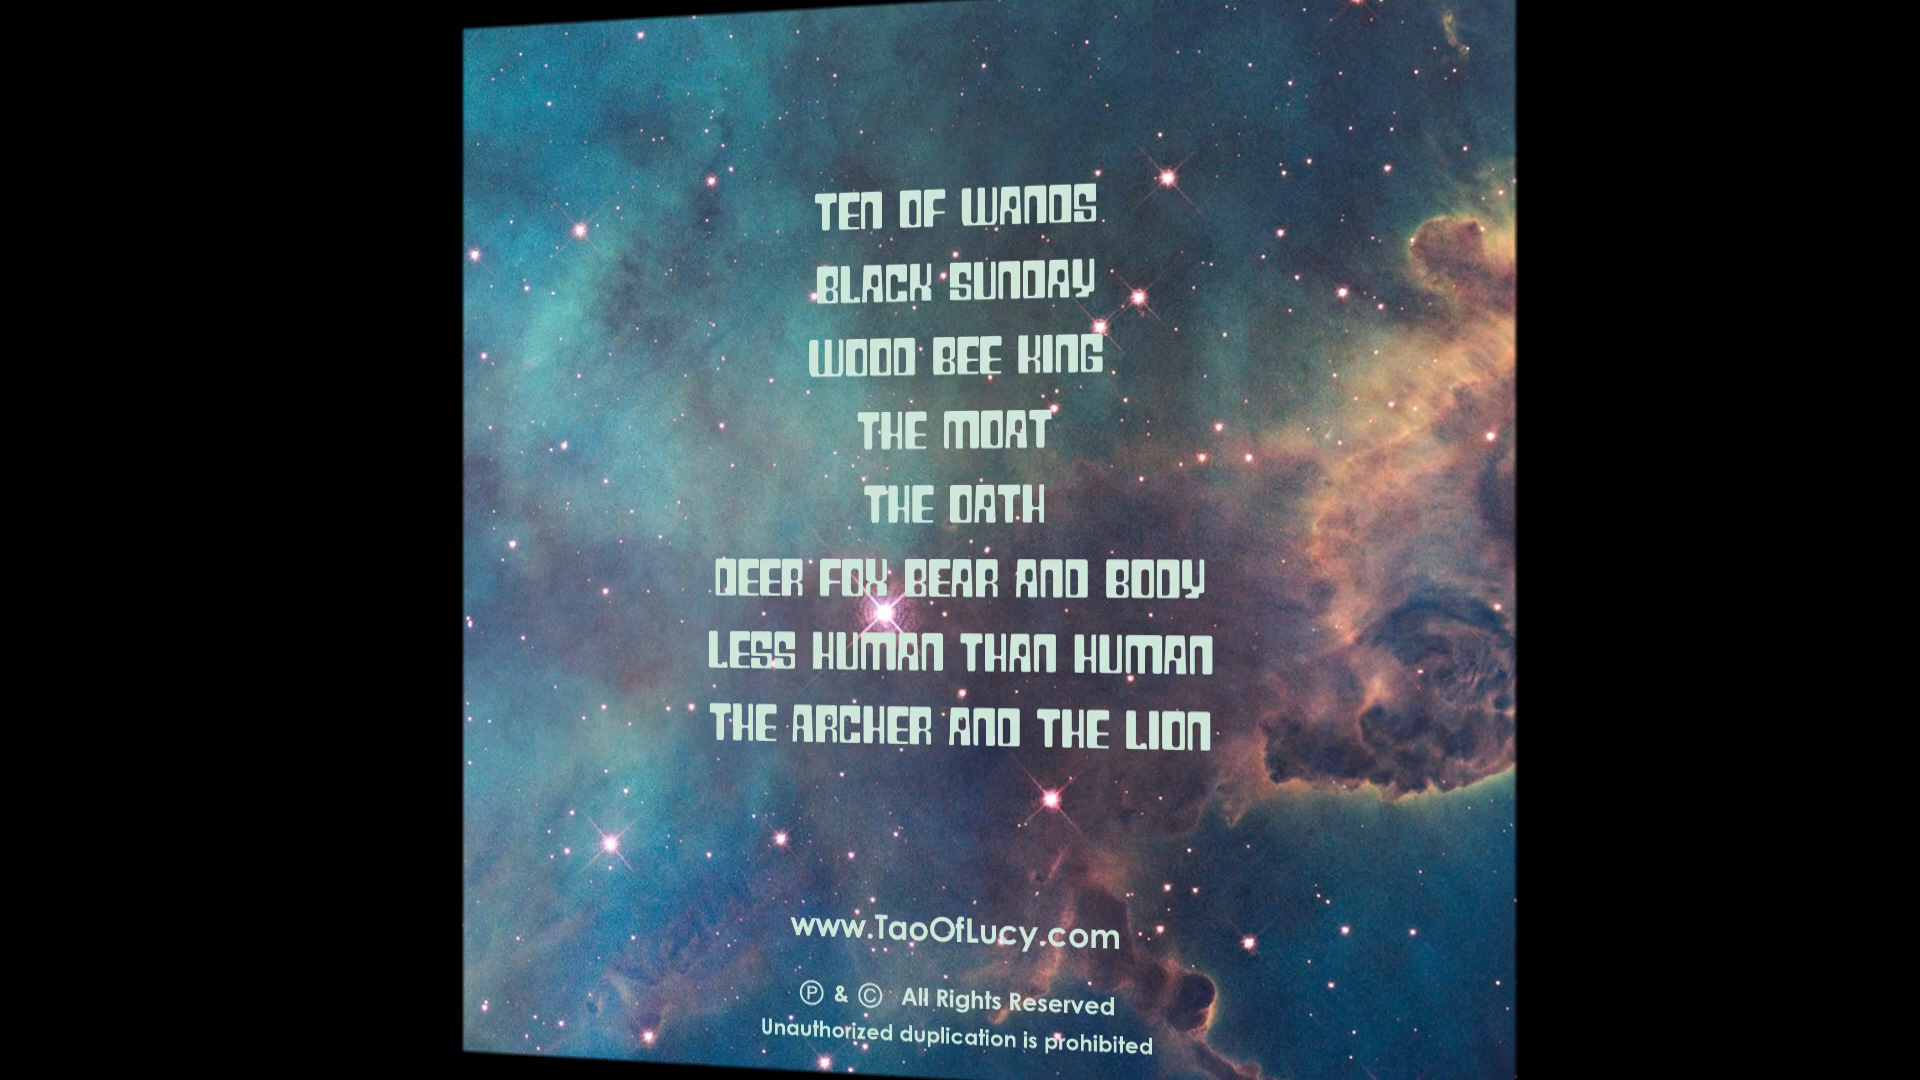 TEN OF WANDS
BLACK SUNDAY
WOOD BEE KING
THE MOAT
THE OATH
DEER FOX BEAR AND BODY
LESS HUMAN THAN HUMAN
THE ARCHER AND THE LION
www.TaoOfLucy.com
Ⓟ & © All Rights Reserved
Unauthorized duplication is prohibited